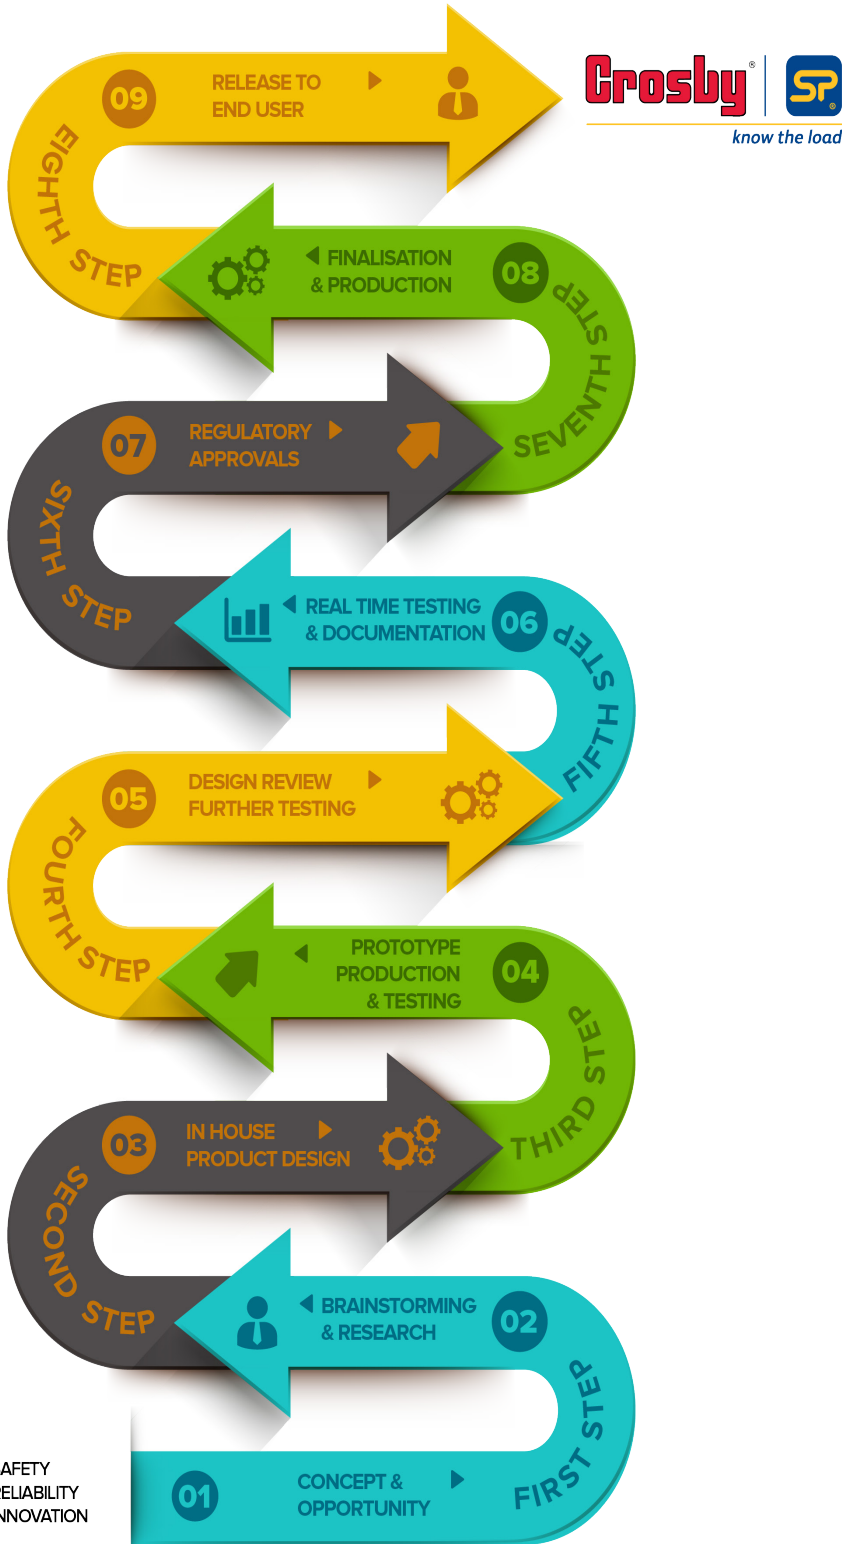 09
RELEASE TO
END USER
Crosby®
SP®
know the load
EIGHTH STEP
FINALISATION
& PRODUCTION
08
SEVENTH STEP
07
REGULATORY
APPROVALS
SIXTH STEP
REAL TIME TESTING
& DOCUMENTATION
06
FIFTH STEP
05
DESIGN REVIEW
FURTHER TESTING
FOURTH STEP
PROTOTYPE
PRODUCTION
& TESTING
04
THIRD STEP
03
IN HOUSE
PRODUCT DESIGN
SECOND STEP
BRAINSTORMING
& RESEARCH
02
FIRST STEP
01
CONCEPT &
OPPORTUNITY
AFETY
ELIABILITY
NNOVATION